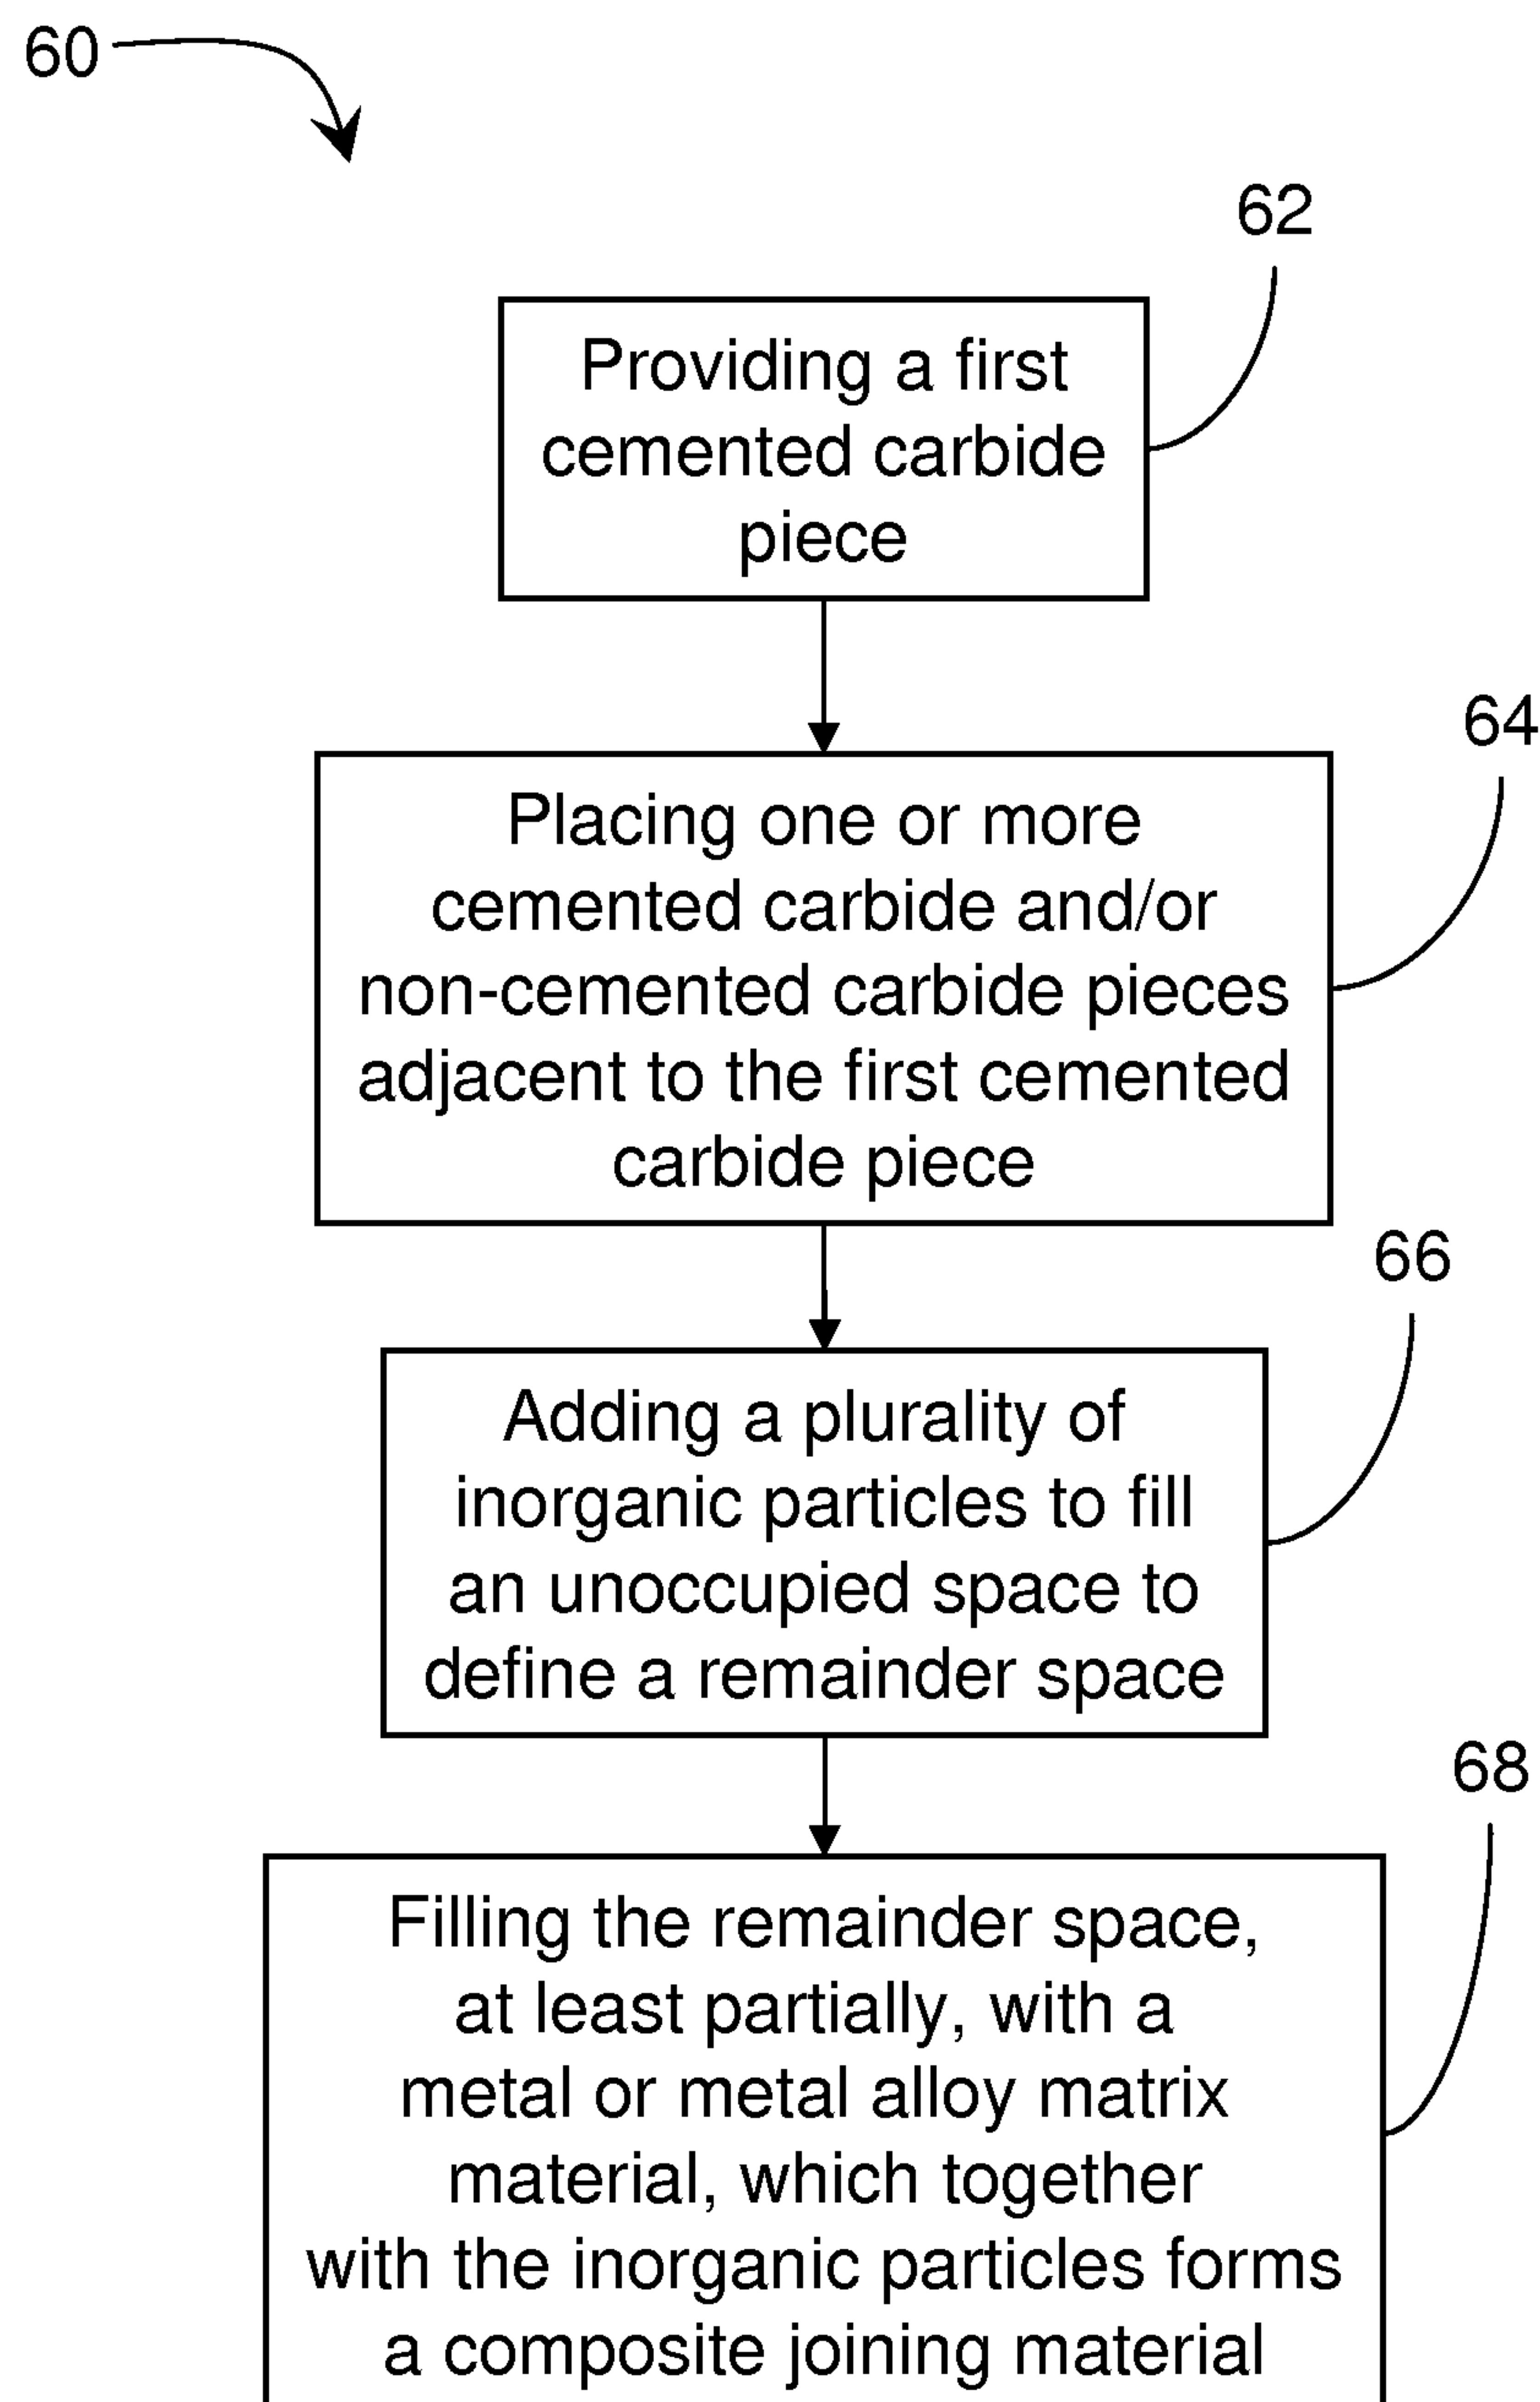 60
62
Providing a first
cemented carbide
piece
64
Placing one or more
cemented carbide and/or
non-cemented carbide pieces
adjacent to the first cemented
carbide piece
66
Adding a plurality of
inorganic particles to fill
an unoccupied space to
define a remainder space
68
Filling the remainder space,
at least partially, with a
metal or metal alloy matrix
material, which together
with the inorganic particles forms
a composite joining material